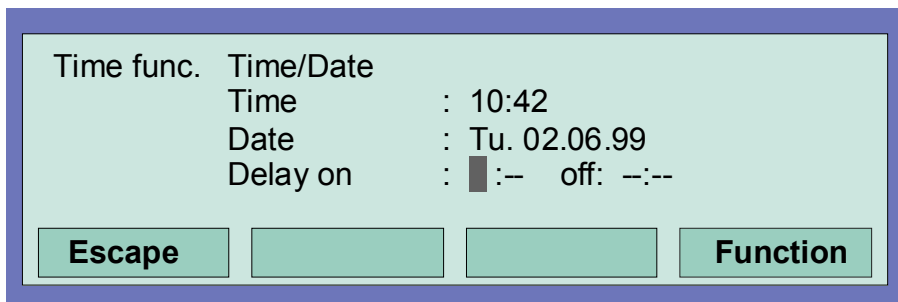 Time func. Time/Date
Time : 10:42
Date : Tu. 02.06.99
Delay on : :-- off: --:--
Escape Function